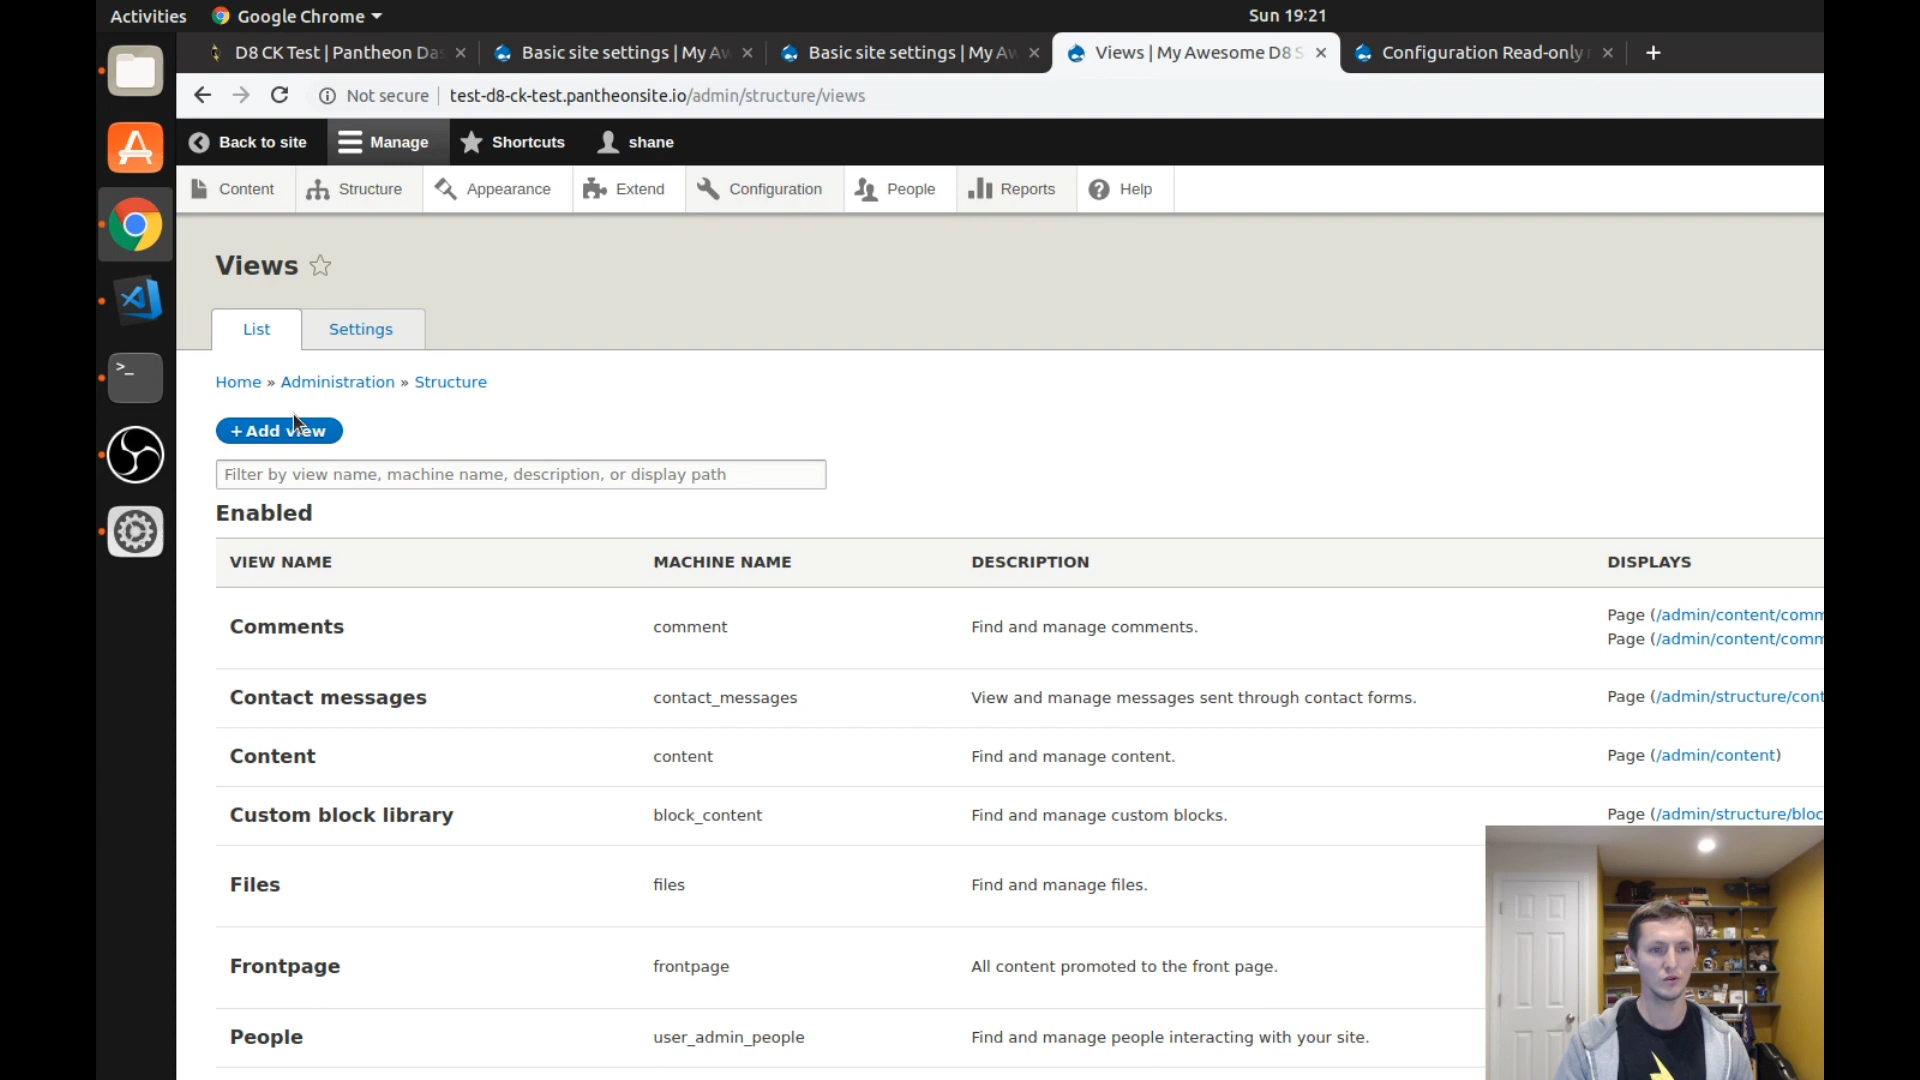 Activities Google Chrome Sun 19:21
D8 CK Test | Pantheon Da Basic site settings | My Aw Basic site settings | My Aw Views | My Awesome D8 S Configuration Read-only
Not secure test-d8-ck-test.pantheonsite.io/admin/structure/views
Back to site Manage Shortcuts shane
Content Structure Appearance Extend Configuration People Reports Help
Views
List Settings
Home » Administration » Structure
+ Add view
Filter by view name, machine name, description, or display path
Enabled
VIEW NAME MACHINE NAME DESCRIPTION DISPLAYS
Page (/admin/content/comm
Comments comment Find and manage comments.
Page (/admin/content/comm
Contact messages contact_messages View and manage messages sent through contact forms. Page (/admin/structure/cont
Content content Find and manage content. Page (/admin/content)
Custom block library block_content Find and manage custom blocks. Page (/admin/structure/bloc
Files files Find and manage files.
Frontpage frontpage All content promoted to the front page.
People user_admin_people Find and manage people interacting with your site.